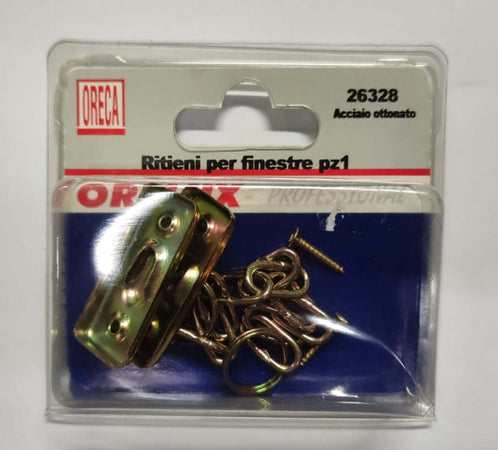 ORECA
26328
Acciaio ottonato
Ritieni per finestre pz1
PROFESSIONAL